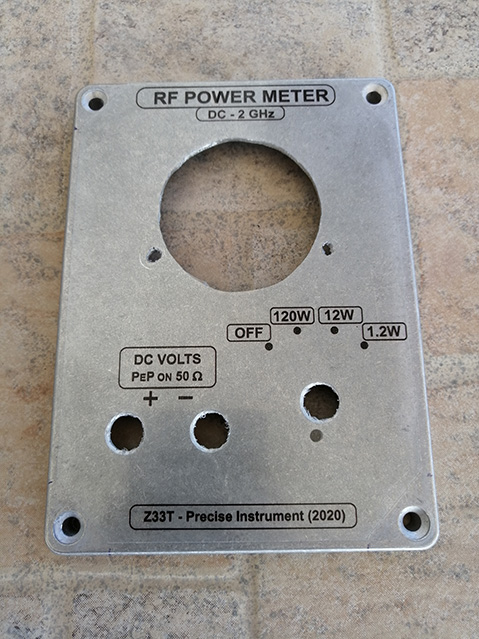 RF POWER METER
DC - 2 GHz
OFF 120W 12W 1.2W
DC VOLTS
PEP ON 50 Ω
+ −
Z33T - Precise Instrument (2020)